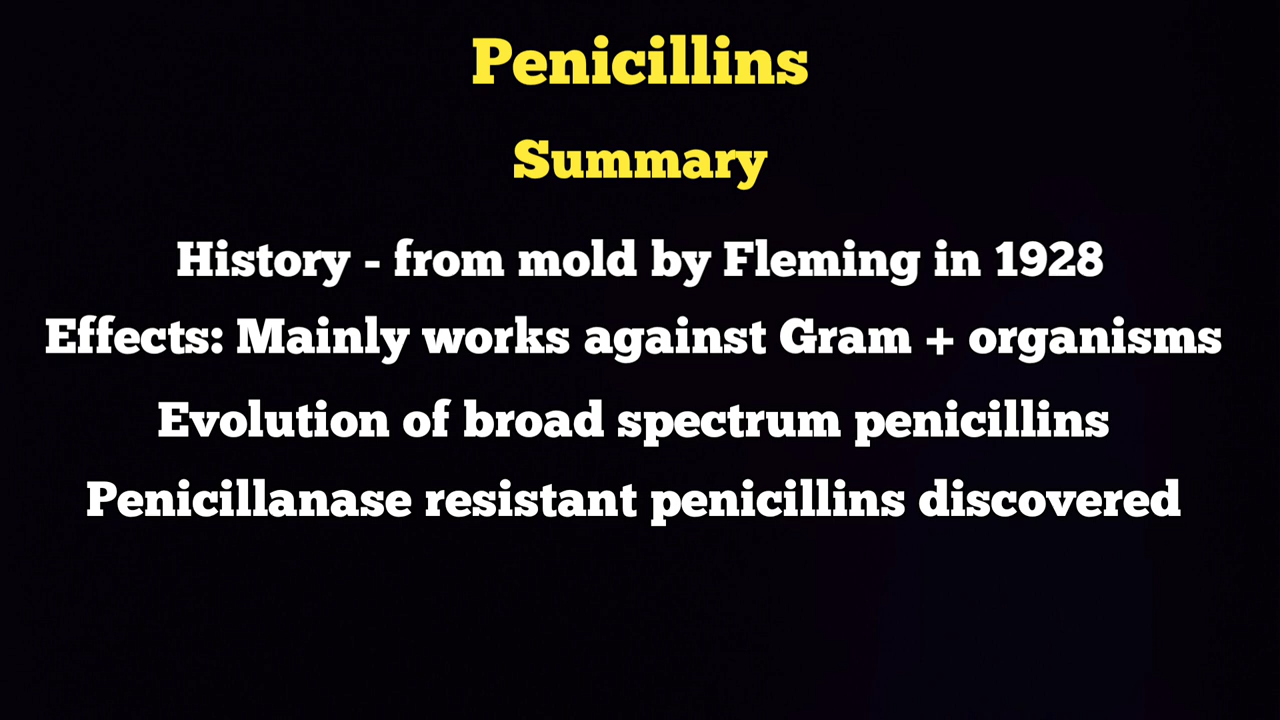 Penicillins
Summary
History - from mold by Fleming in 1928
Effects: Mainly works against Gram + organisms
Evolution of broad spectrum penicillins
Penicillanase resistant penicillins discovered